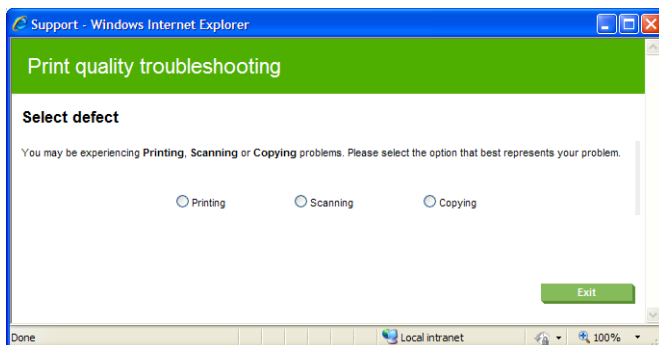 Support - Windows Internet Explorer
Print quality troubleshooting
Select defect
You may be experiencing Printing, Scanning or Copying problems. Please select the option that best represents your problem.
Printing Scanning Copying
Exit
Done Local intranet 100%